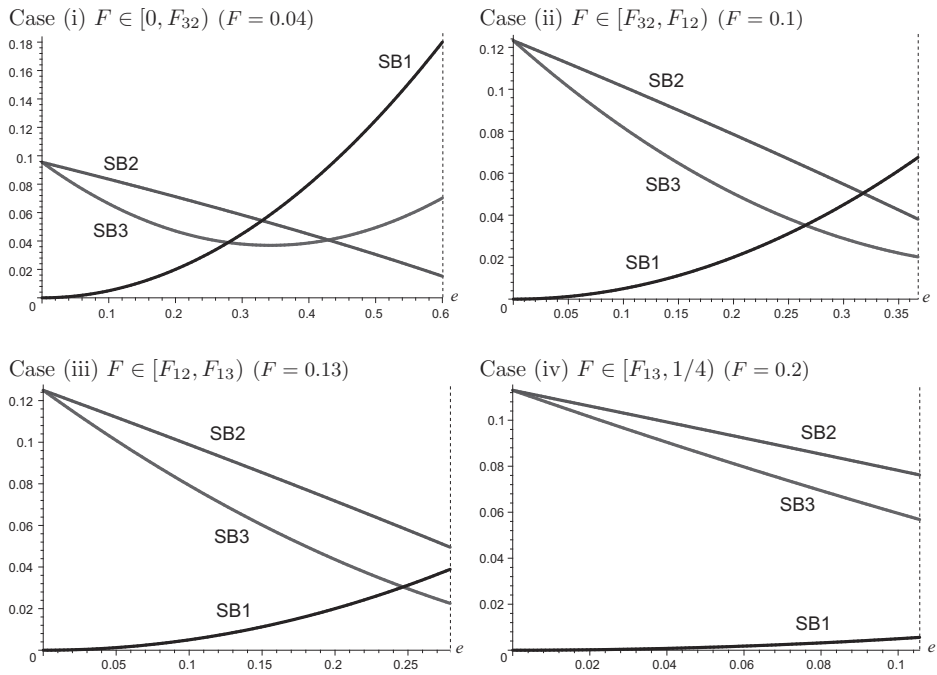 Case (i) F ∈ [0, F₃₂) (F = 0.04)
0.18
0.16
0.14
0.12
0.1
0.08
0.06
0.04
0.02
0
SB1
SB2
SB3
0.1 0.2 0.3 0.4 0.5 0.6
e
Case (ii) F ∈ [F₃₂, F₁₂) (F = 0.1)
0.12
0.1
0.08
0.06
0.04
0.02
0
SB2
SB3
SB1
0.05 0.1 0.15 0.2 0.25 0.3 0.35
e
Case (iii) F ∈ [F₁₂, F₁₃) (F = 0.13)
0.12
0.1
0.08
0.06
0.04
0.02
0
SB2
SB3
SB1
0.05 0.1 0.15 0.2 0.25
e
Case (iv) F ∈ [F₁₃, 1/4) (F = 0.2)
0.1
0.08
0.06
0.04
0.02
0
SB2
SB3
SB1
0.02 0.04 0.06 0.08 0.1
e